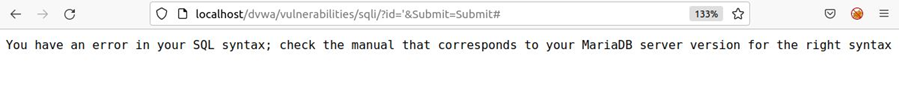 localhost/dvwa/vulnerabilities/sqli/?id='&Submit=Submit#
133%
You have an error in your SQL syntax; check the manual that corresponds to your MariaDB server version for the right syntax